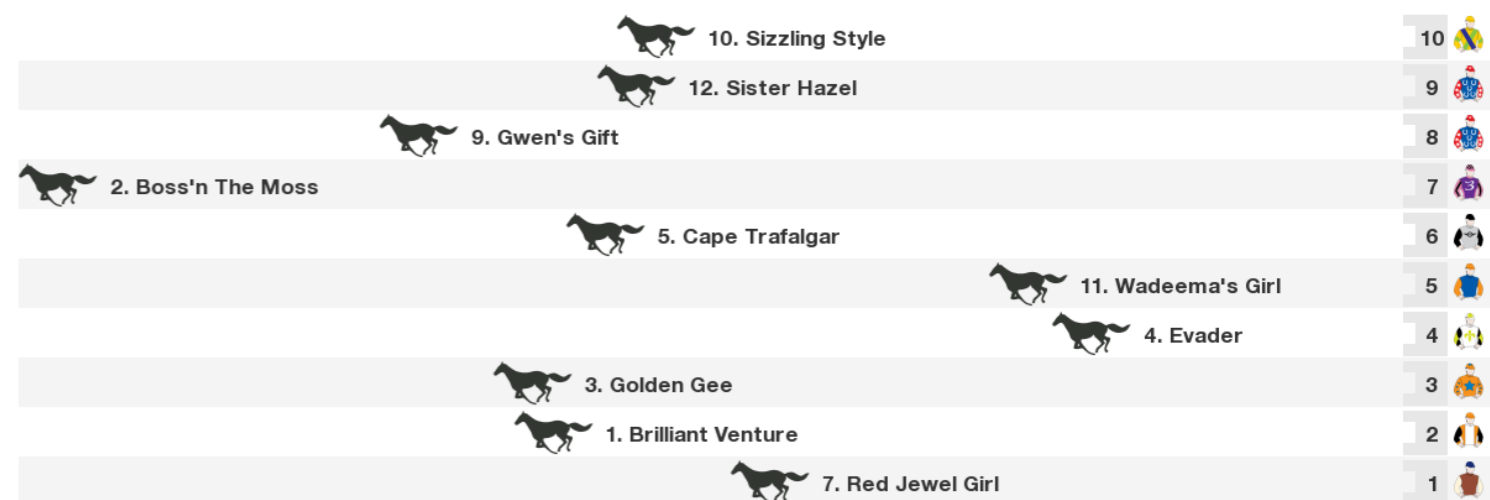 10. Sizzling Style 10
12. Sister Hazel 9
9. Gwen's Gift 8
2. Boss'n The Moss 7
5. Cape Trafalgar 6
11. Wadeema's Girl 5
4. Evader 4
3. Golden Gee 3
1. Brilliant Venture 2
7. Red Jewel Girl 1